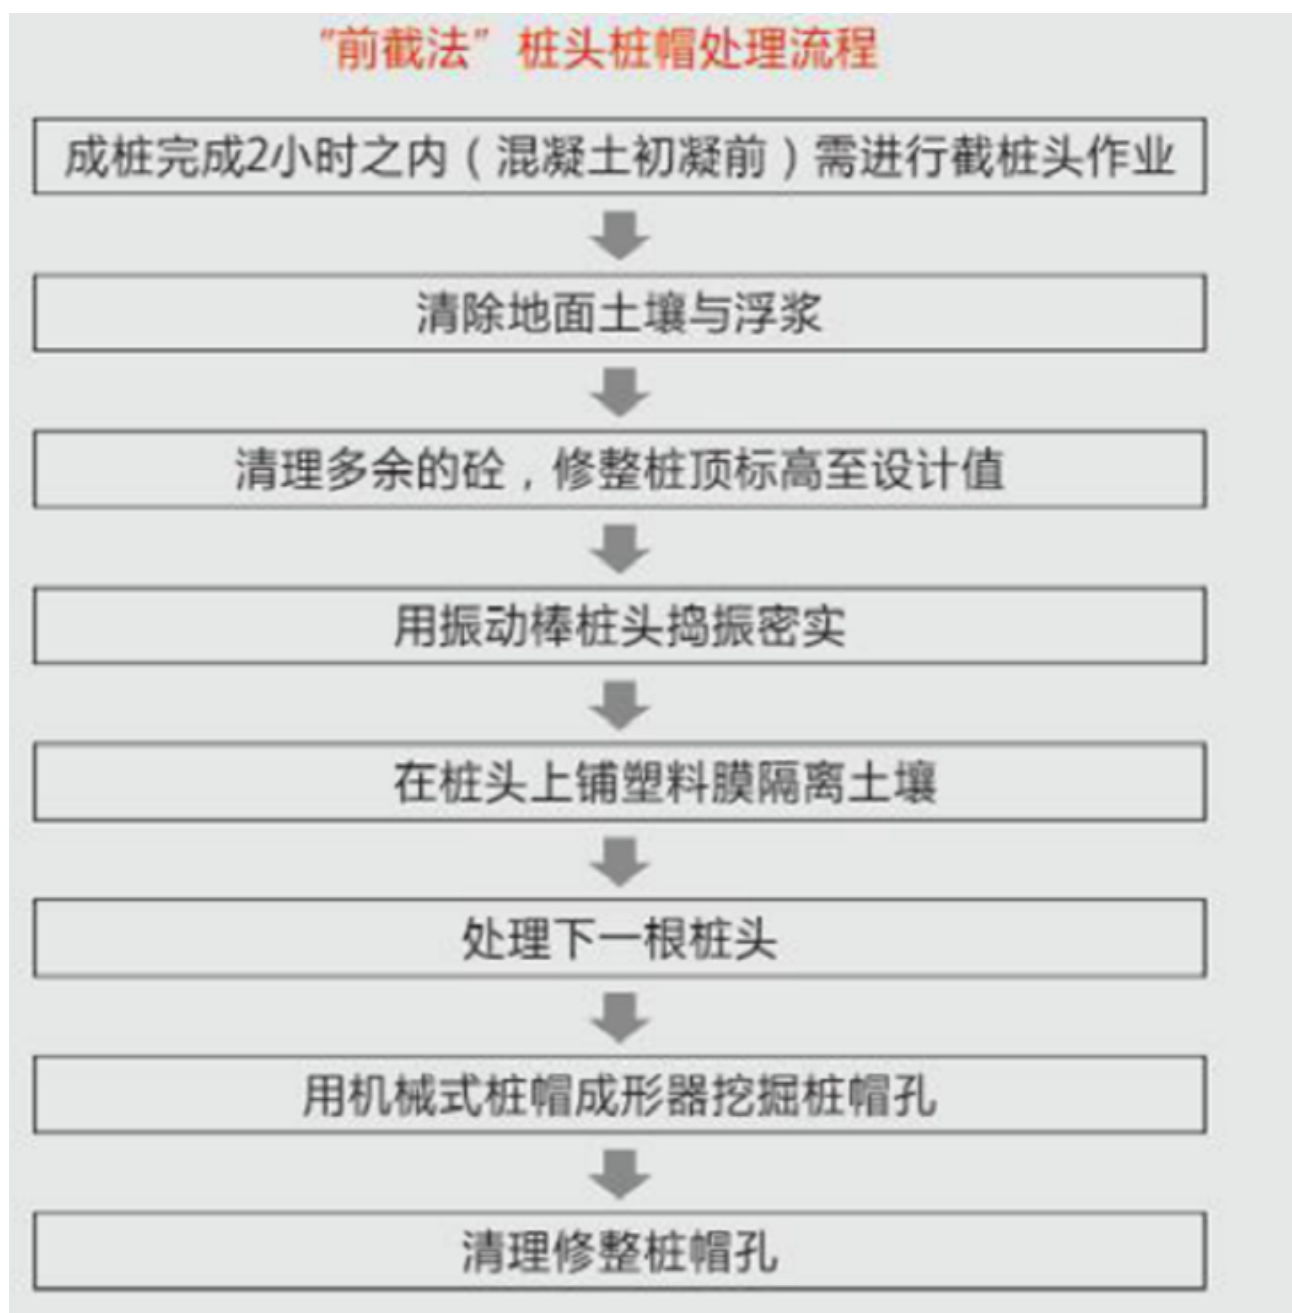 “前截法”桩头桩帽处理流程
成桩完成2小时之内（混凝土初凝前）需进行截桩头作业
清除地面土壤与浮浆
清理多余的砼，修整桩顶标高至设计值
用振动棒桩头捣振密实
在桩头上铺塑料膜隔离土壤
处理下一根桩头
用机械式桩帽成形器挖掘桩帽孔
清理修整桩帽孔